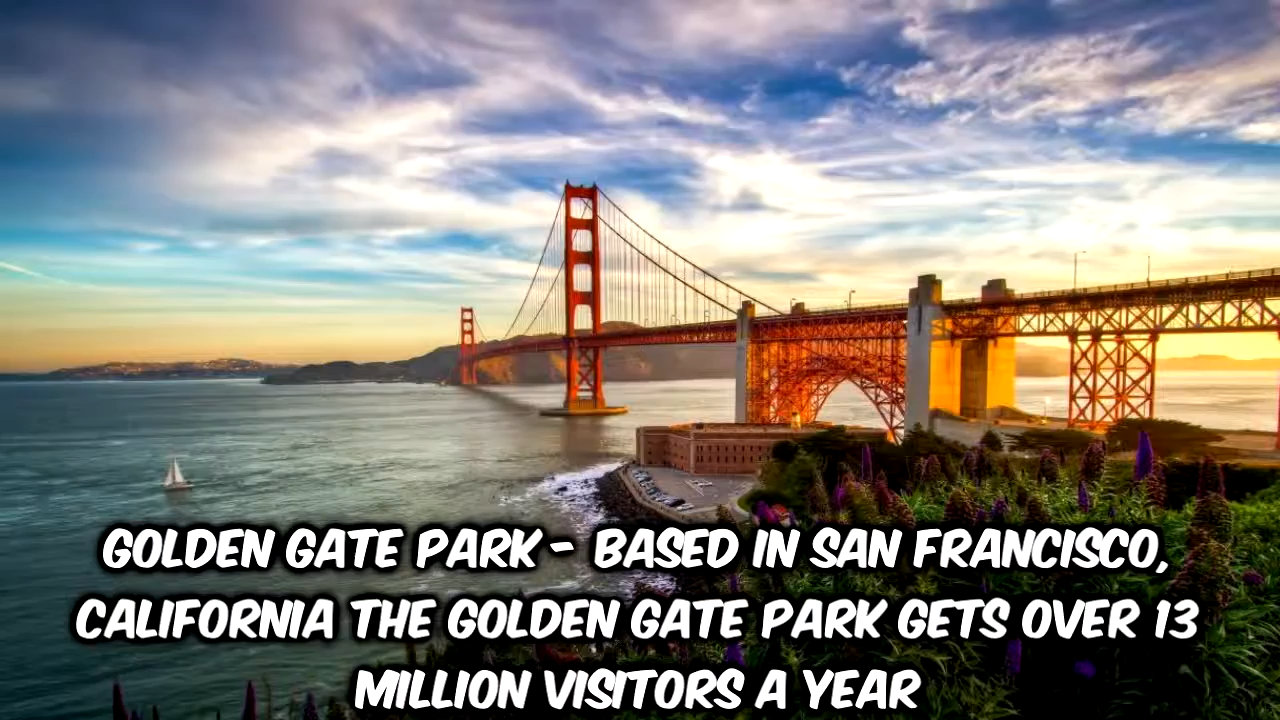 GOLDEN GATE PARK - BASED IN SAN FRANCISCO,
CALIFORNIA THE GOLDEN GATE PARK GETS OVER 13
MILLION VISITORS A YEAR